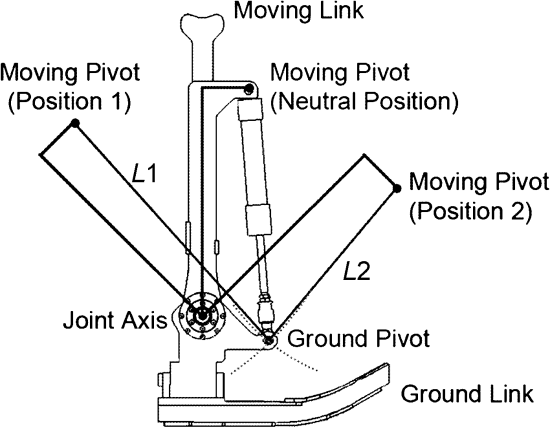 Moving Link
Moving Pivot
(Position 1)
Moving Pivot
(Neutral Position)
L1
Moving Pivot
(Position 2)
L2
Joint Axis
Ground Pivot
Ground Link